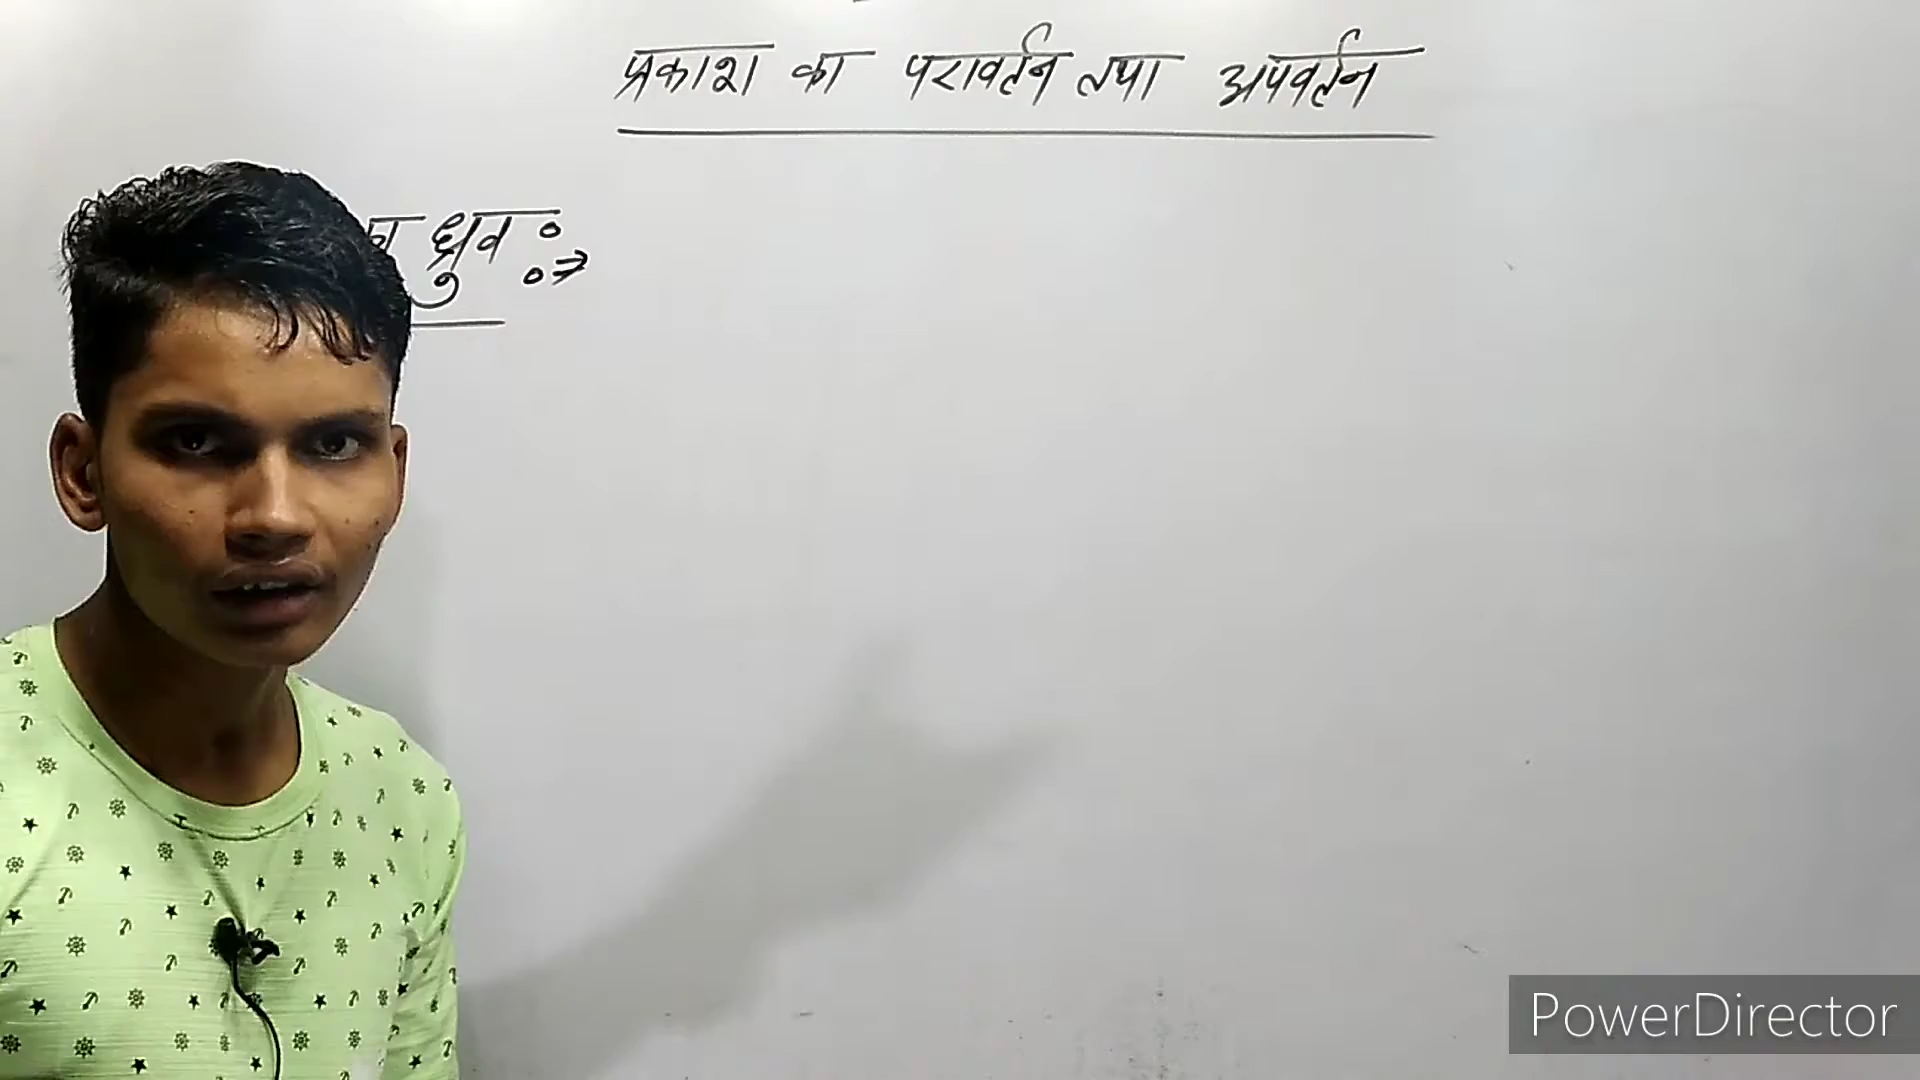 प्रकाश का परावर्तन तथा अपवर्तन
ध्रुव :⇒
PowerDirector